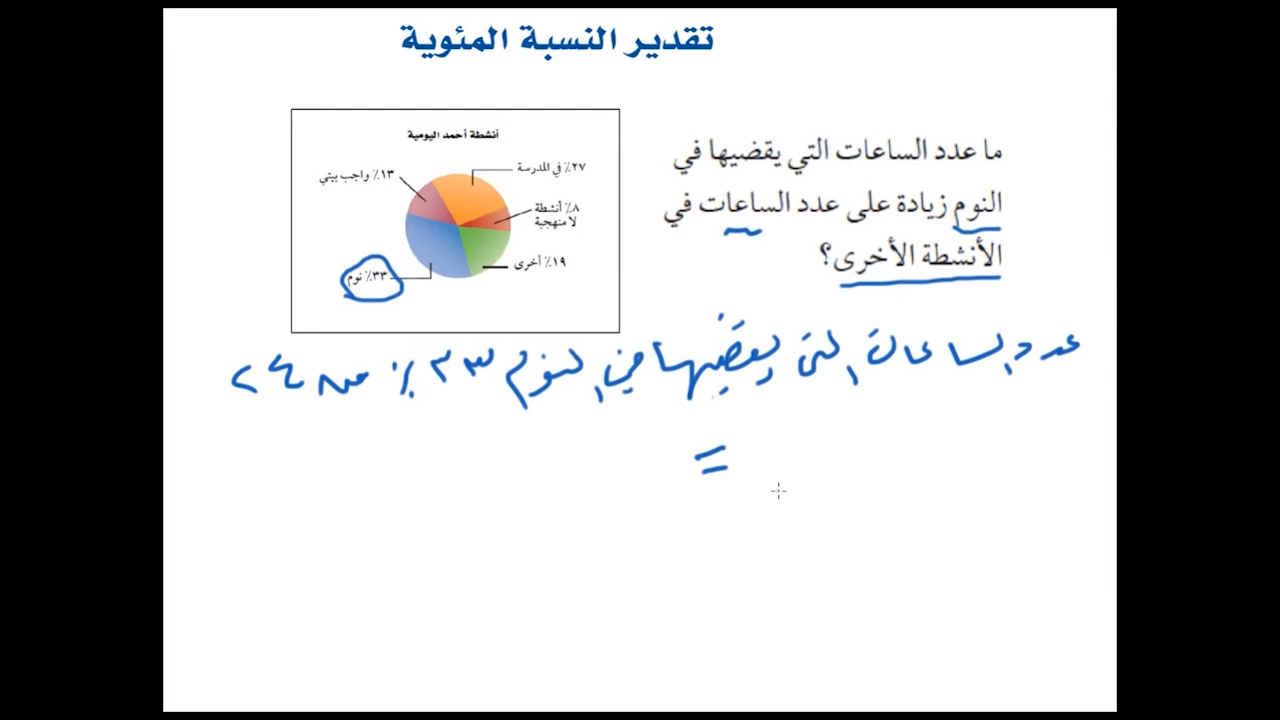 تقدير النسبة المئوية
ما عدد الساعات التي يقضيها في
النوم زيادة على عدد الساعات في
الأنشطة الأخرى؟
أنشطة أحمد اليومية
٢٧٪ في المدرسة
١٣٪ واجب بيتي
٨٪ أنشطة
لا منهجية
١٩٪ أخرى
٣٣٪ نوم
عدد الساعات التي يقضيها في النوم ٣٣٪ من ٢٤
=